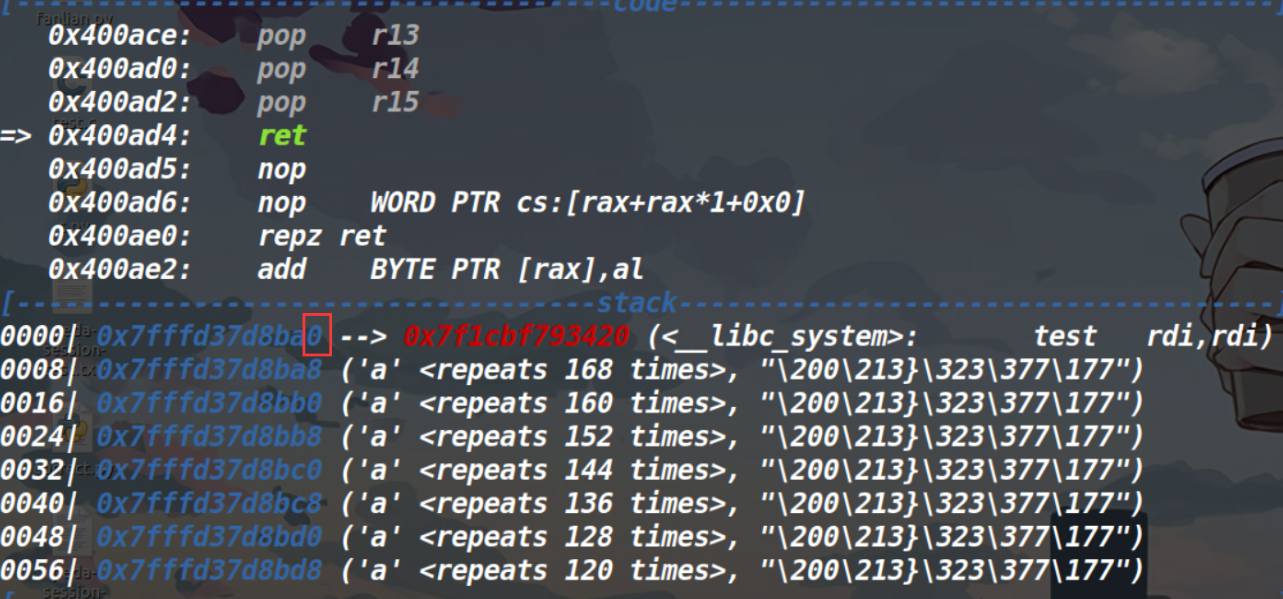 [------------------------------------code------------------------------------]
fanlian.py
0x400ace: pop r13
0x400ad0: pop r14
0x400ad2: pop r15
=> 0x400ad4: ret
0x400ad5: nop
0x400ad6: nop WORD PTR cs:[rax+rax*1+0x0]
0x400ae0: repz ret
0x400ae2: add BYTE PTR [rax],al
[------------------------------------stack------------------------------------]
0000| 0x7fffd37d8ba0 --> 0x7f1cbf793420 (<__libc_system>: test rdi,rdi)
0008| 0x7fffd37d8ba8 ('a' <repeats 168 times>, "\200\213}\323\377\177")
0016| 0x7fffd37d8bb0 ('a' <repeats 160 times>, "\200\213}\323\377\177")
0024| 0x7fffd37d8bb8 ('a' <repeats 152 times>, "\200\213}\323\377\177")
0032| 0x7fffd37d8bc0 ('a' <repeats 144 times>, "\200\213}\323\377\177")
0040| 0x7fffd37d8bc8 ('a' <repeats 136 times>, "\200\213}\323\377\177")
0048| 0x7fffd37d8bd0 ('a' <repeats 128 times>, "\200\213}\323\377\177")
0056| 0x7fffd37d8bd8 ('a' <repeats 120 times>, "\200\213}\323\377\177")
session-